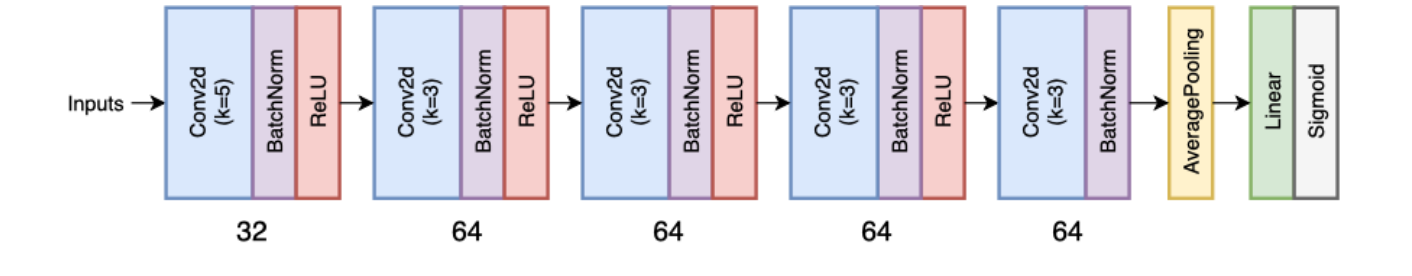 Inputs
Conv2d
(k=5)
BatchNorm
ReLU
Conv2d
(k=3)
BatchNorm
ReLU
Conv2d
(k=3)
BatchNorm
ReLU
Conv2d
(k=3)
BatchNorm
ReLU
Conv2d
(k=3)
BatchNorm
AveragePooling
Linear
Sigmoid
32
64
64
64
64